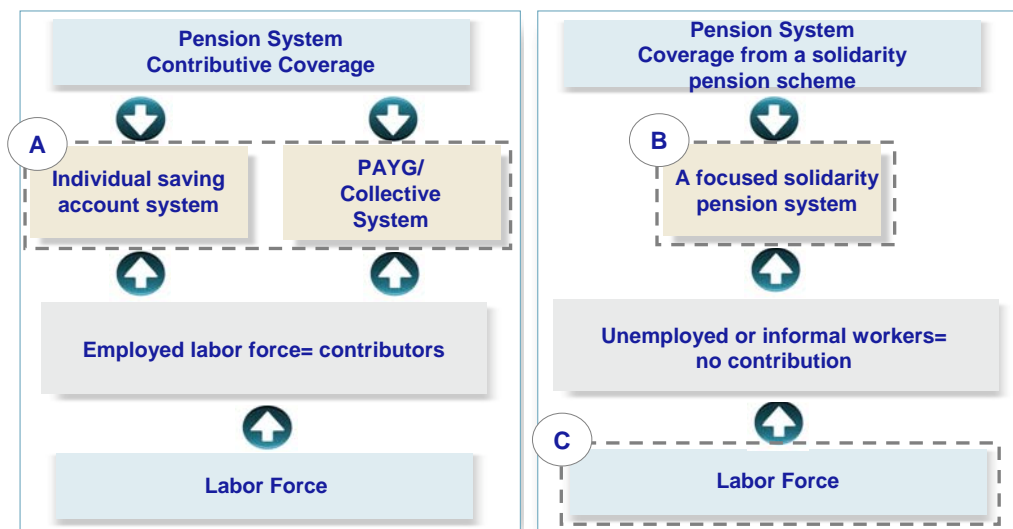 Pension System
Contributive Coverage
A
Individual saving
account system
PAYG/
Collective
System
Employed labor force= contributors
Labor Force
Pension System
Coverage from a solidarity
pension scheme
B
A focused solidarity
pension system
Unemployed or informal workers=
no contribution
C
Labor Force